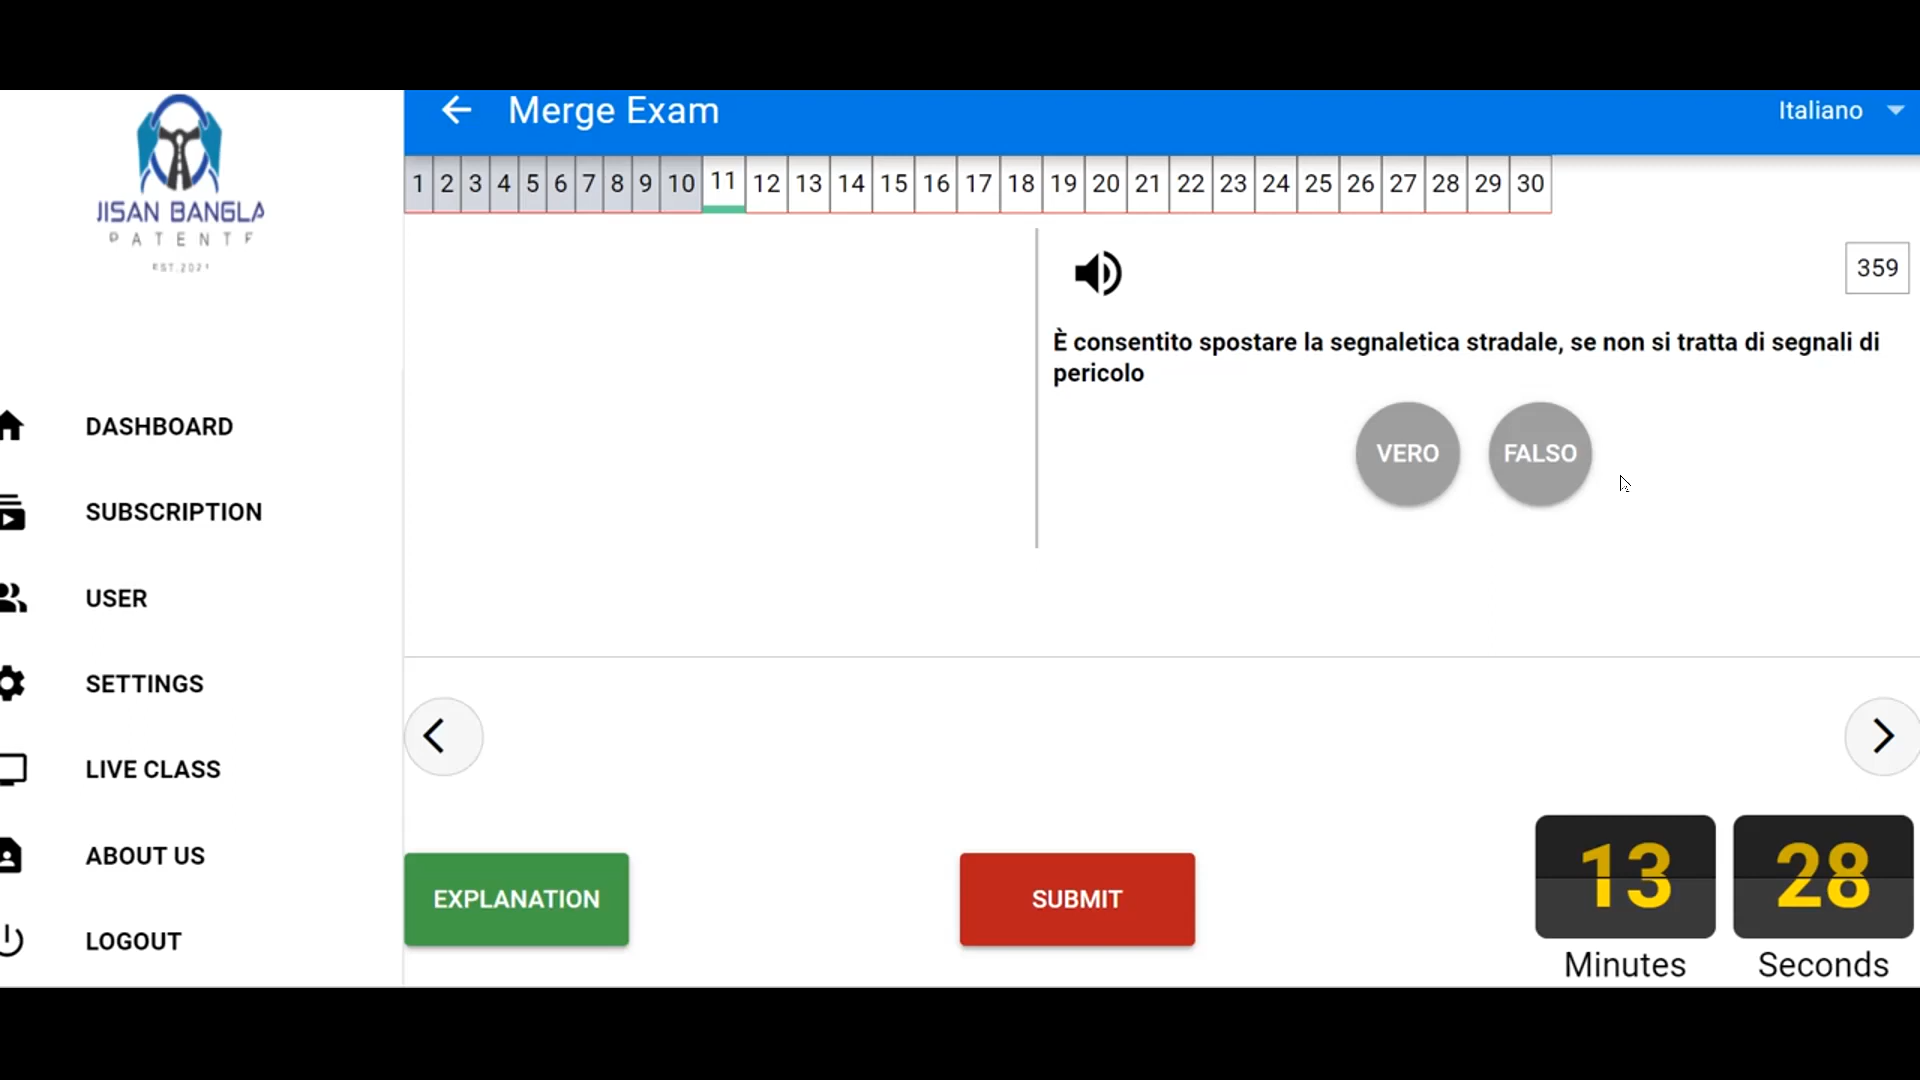 JISAN BANGLA
PATENTE
EST.2021
Merge Exam
Italiano
1 2 3 4 5 6 7 8 9 10 11 12 13 14 15 16 17 18 19 20 21 22 23 24 25 26 27 28 29 30
359
È consentito spostare la segnaletica stradale, se non si tratta di segnali di
pericolo
VERO FALSO
DASHBOARD
SUBSCRIPTION
USER
SETTINGS
LIVE CLASS
ABOUT US
LOGOUT
EXPLANATION
SUBMIT
13 28
Minutes Seconds